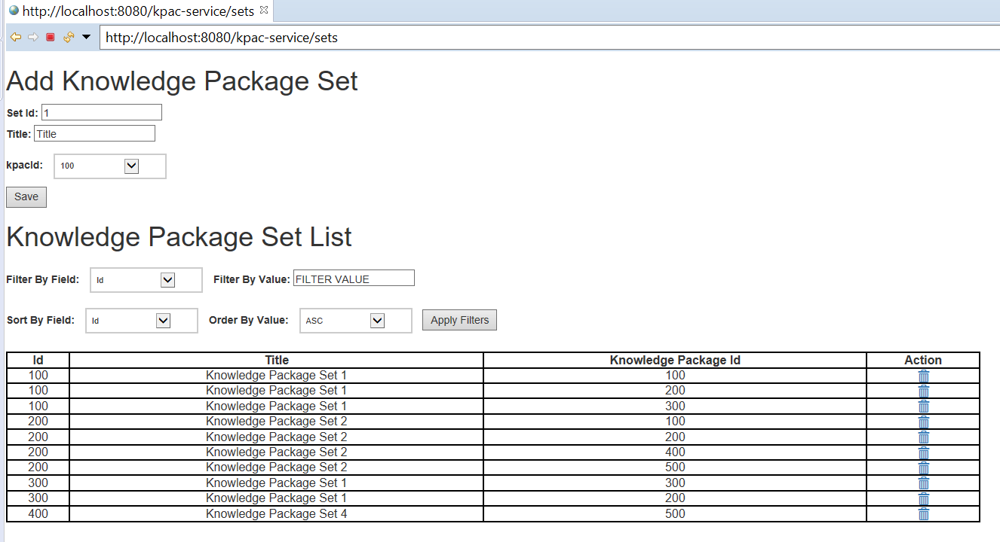 http://localhost:8080/kpac-service/sets
http://localhost:8080/kpac-service/sets
Add Knowledge Package Set
Set Id: 1
Title: Title
kpacId: 100
Save
Knowledge Package Set List
Filter By Field: Id Filter By Value: FILTER VALUE
Sort By Field: Id Order By Value: ASC Apply Filters
Id Title Knowledge Package Id Action
100 Knowledge Package Set 1 100
100 Knowledge Package Set 1 200
100 Knowledge Package Set 1 300
200 Knowledge Package Set 2 100
200 Knowledge Package Set 2 200
200 Knowledge Package Set 2 400
200 Knowledge Package Set 2 500
300 Knowledge Package Set 1 300
300 Knowledge Package Set 1 200
400 Knowledge Package Set 4 500